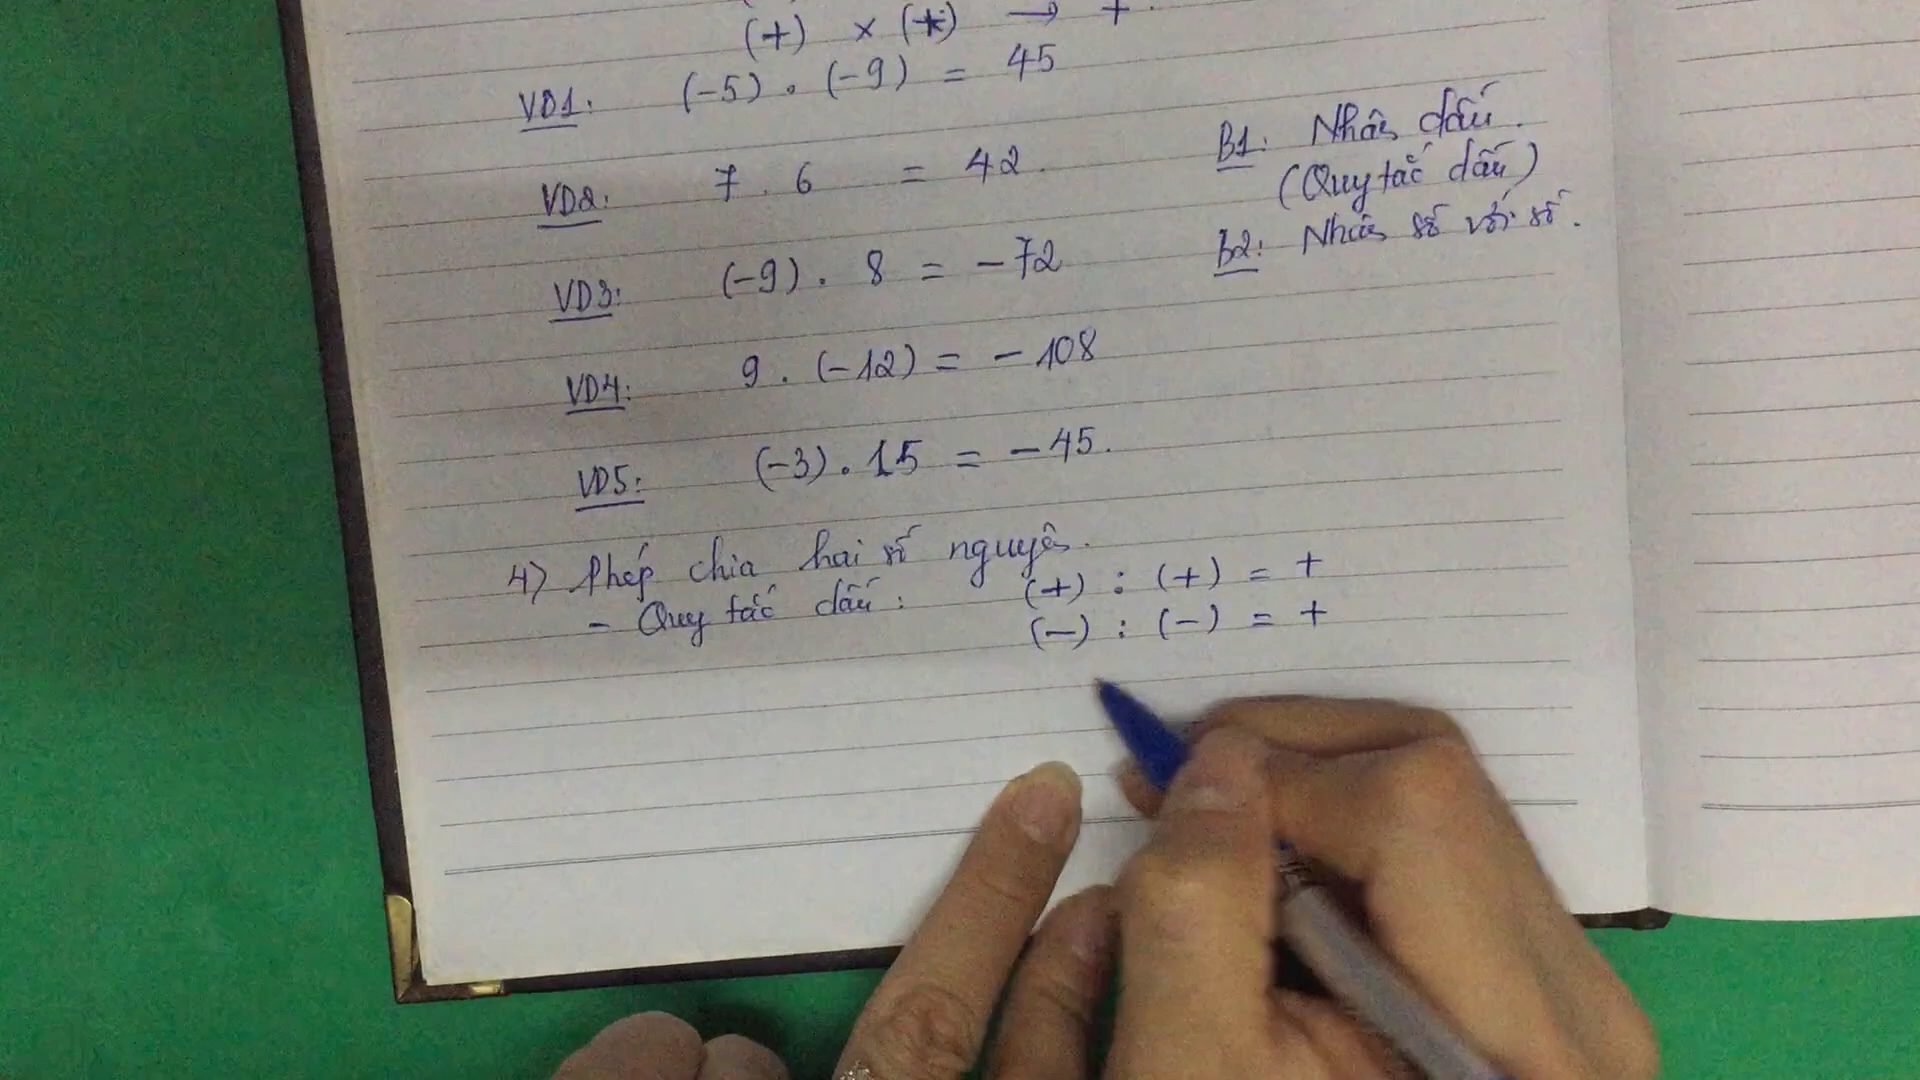 (+) × (+) → +
VD1: (-5) . (-9) = 45
VD2: 7 . 6 = 42
B1: Nhân dấu.
(Quy tắc dấu)
B2: Nhân số với số.
VD3: (-9) . 8 = -72
VD4: 9 . (-12) = -108
VD5: (-3) . 15 = -45.
4) Phép chia hai số nguyên.
- Quy tắc dấu: (+) : (+) = +
(-) : (-) = +